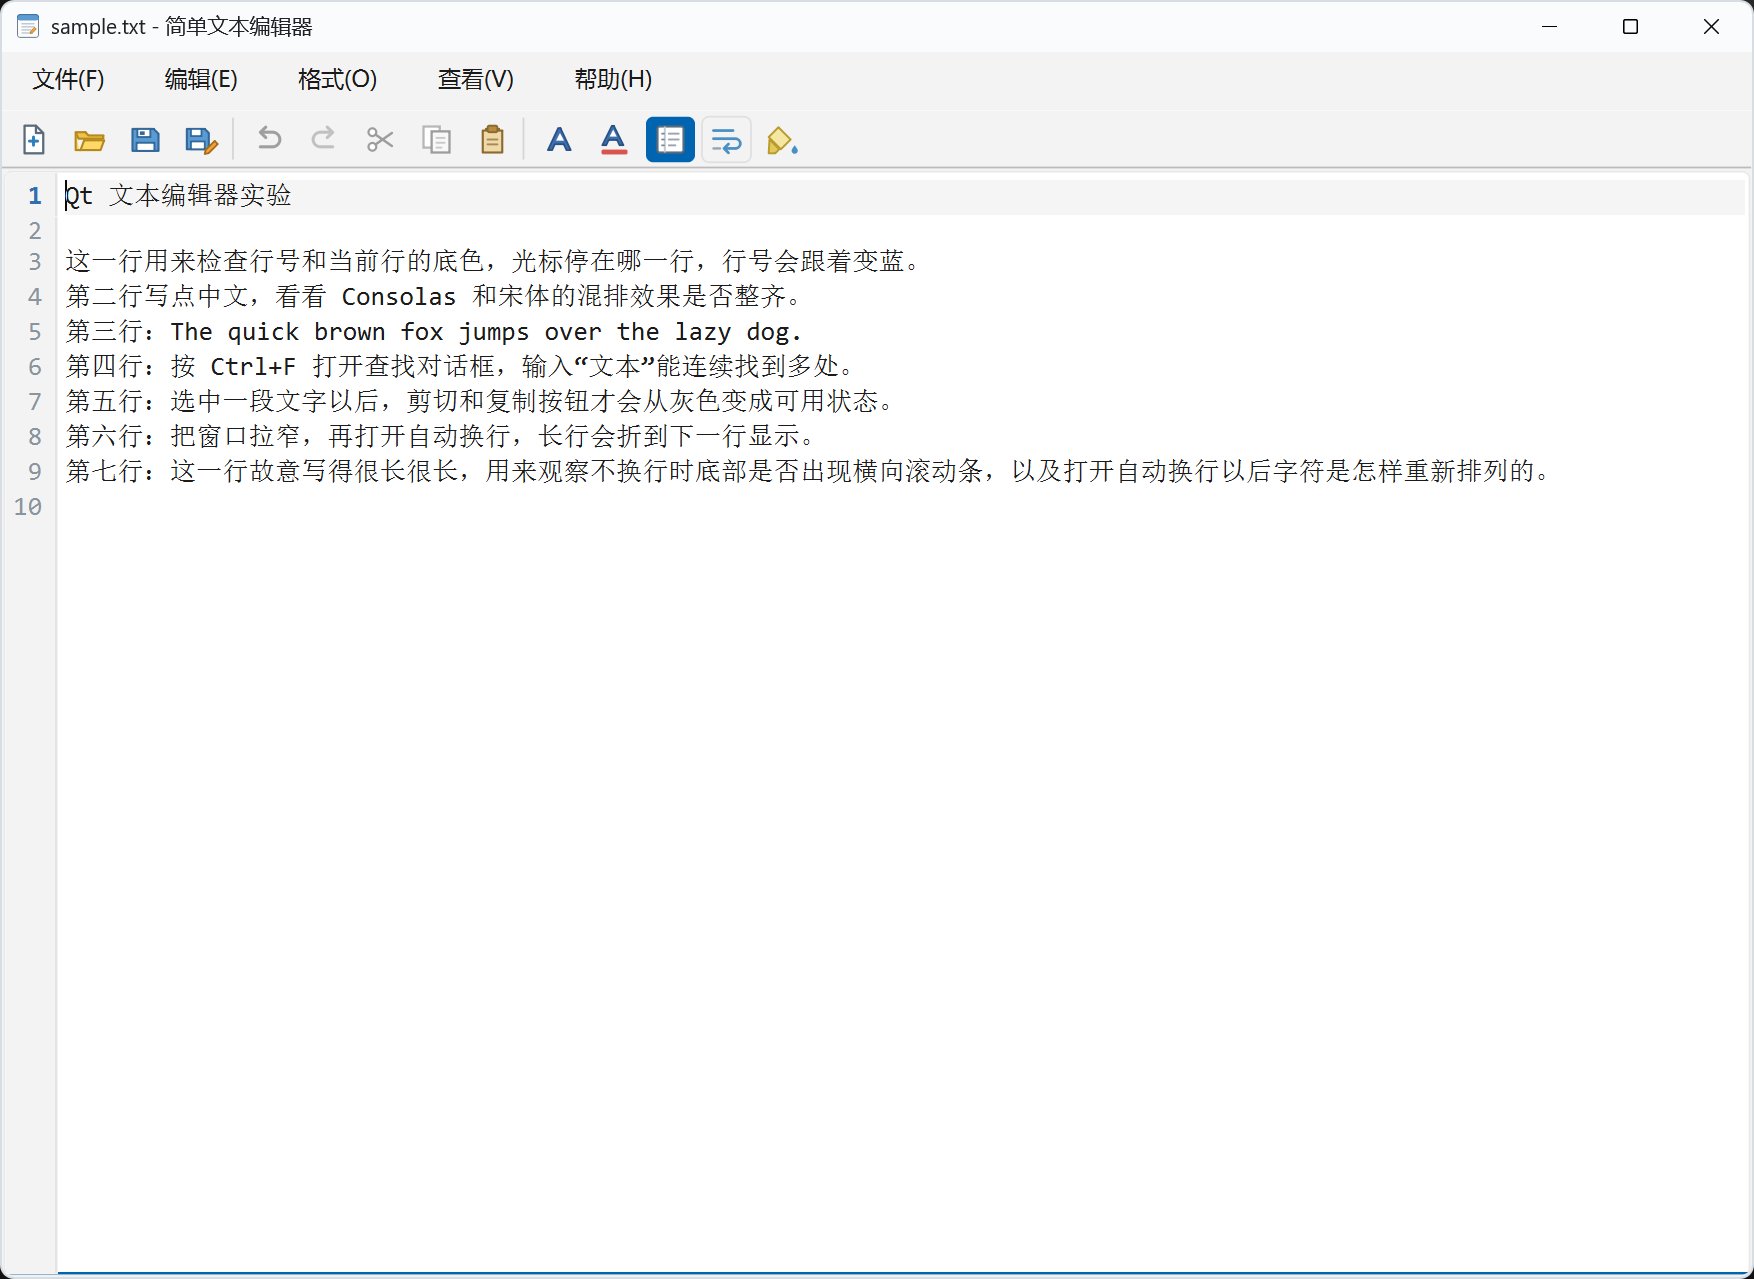 sample.txt - 简单文本编辑器
文件(F) 编辑(E) 格式(O) 查看(V) 帮助(H)
1 Qt 文本编辑器实验
2
3 这一行用来检查行号和当前行的底色，光标停在哪一行，行号会跟着变蓝。
4 第二行写点中文，看看 Consolas 和宋体的混排效果是否整齐。
5 第三行：The quick brown fox jumps over the lazy dog.
6 第四行：按 Ctrl+F 打开查找对话框，输入“文本”能连续找到多处。
7 第五行：选中一段文字以后，剪切和复制按钮才会从灰色变成可用状态。
8 第六行：把窗口拉窄，再打开自动换行，长行会折到下一行显示。
9 第七行：这一行故意写得很长很长，用来观察不换行时底部是否出现横向滚动条，以及打开自动换行以后字符是怎样重新排列的。
10